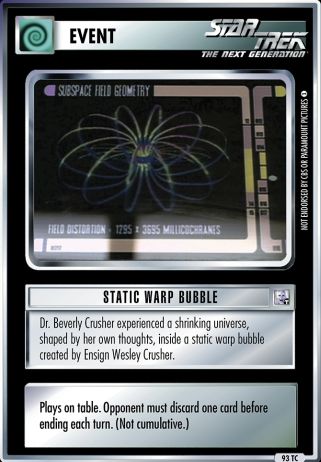 EVENT
STAR TREK
THE NEXT GENERATION
SUBSPACE FIELD GEOMETRY
FIELD DISTORTION - 1795 × 3695 MILLICOCHRANES
NOT ENDORSED BY CBS OR PARAMOUNT PICTURES
STATIC WARP BUBBLE
Dr. Beverly Crusher experienced a shrinking universe,
shaped by her own thoughts, inside a static warp bubble
created by Ensign Wesley Crusher.
Plays on table. Opponent must discard one card before
ending each turn. (Not cumulative.)
93 TC